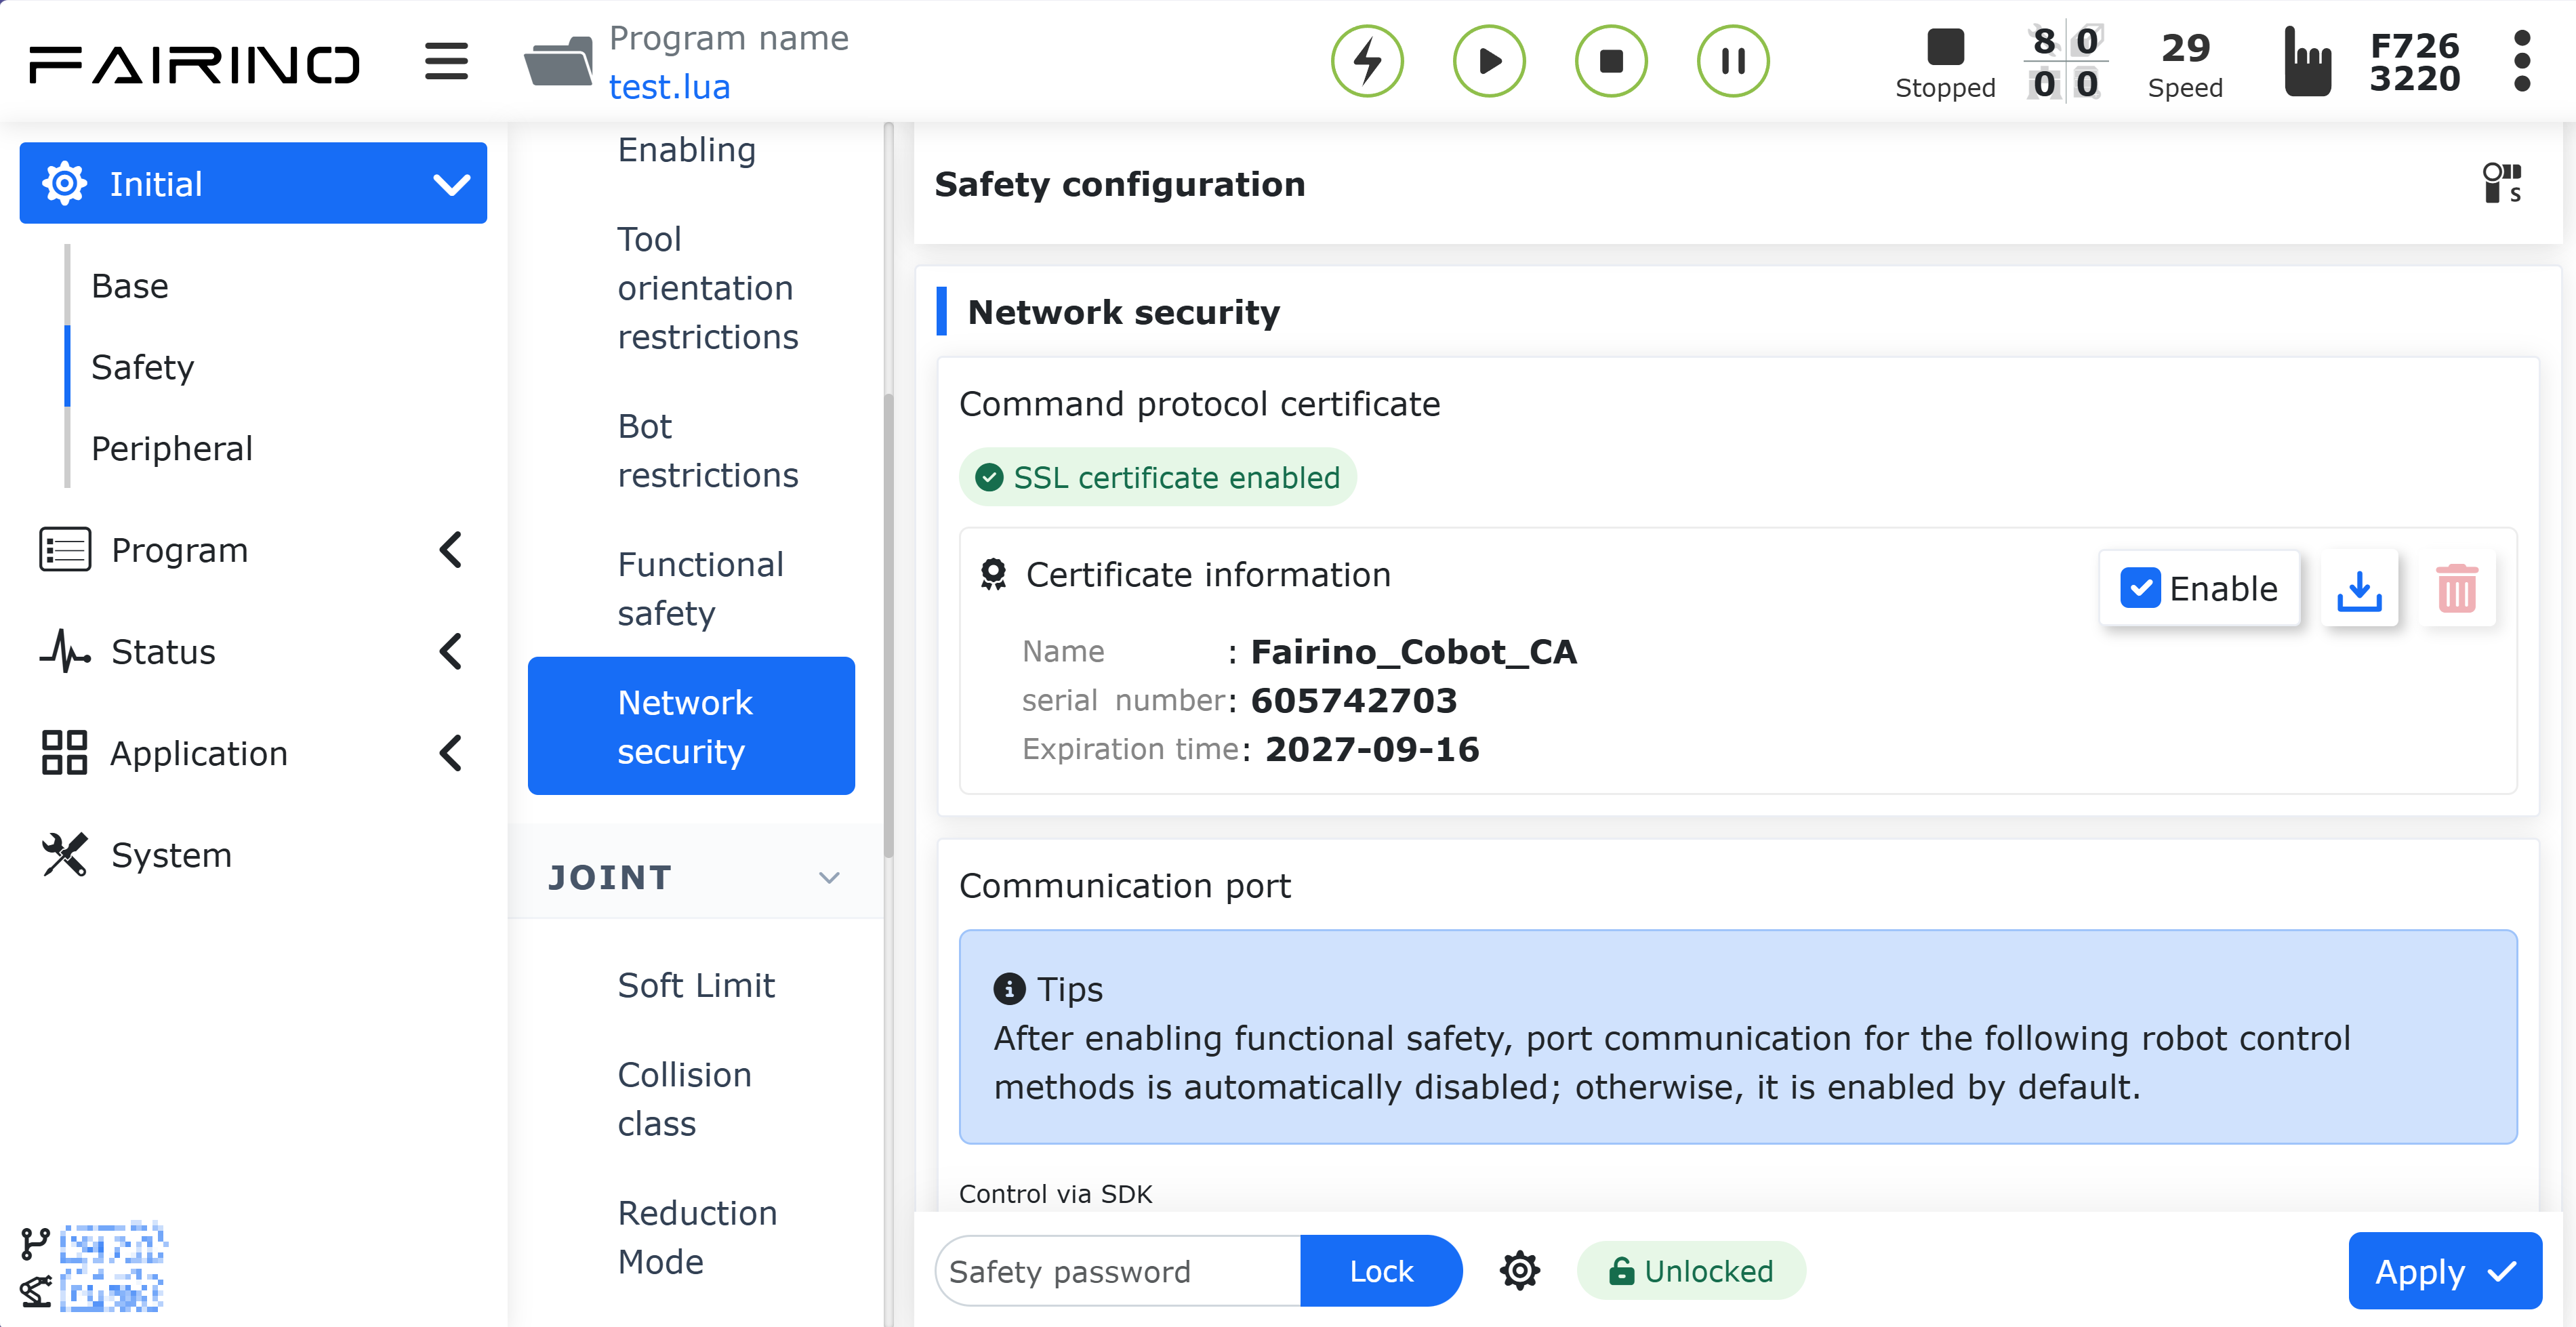 FAIRINO
Program name
test.lua
Stopped
8 0
0 0
29
Speed
F726
3220
Initial
Base
Safety
Peripheral
Program
Status
Application
System
Enabling
Tool
orientation
restrictions
Bot
restrictions
Functional
safety
Network
security
JOINT
Soft Limit
Collision
class
Reduction
Mode
Safety configuration
S
Network security
Command protocol certificate
SSL certificate enabled
Certificate information
Enable
Name : Fairino_Cobot_CA
serial number: 605742703
Expiration time: 2027-09-16
Communication port
Tips
After enabling functional safety, port communication for the following robot control
methods is automatically disabled; otherwise, it is enabled by default.
Control via SDK
Safety password
Lock
Unlocked
Apply